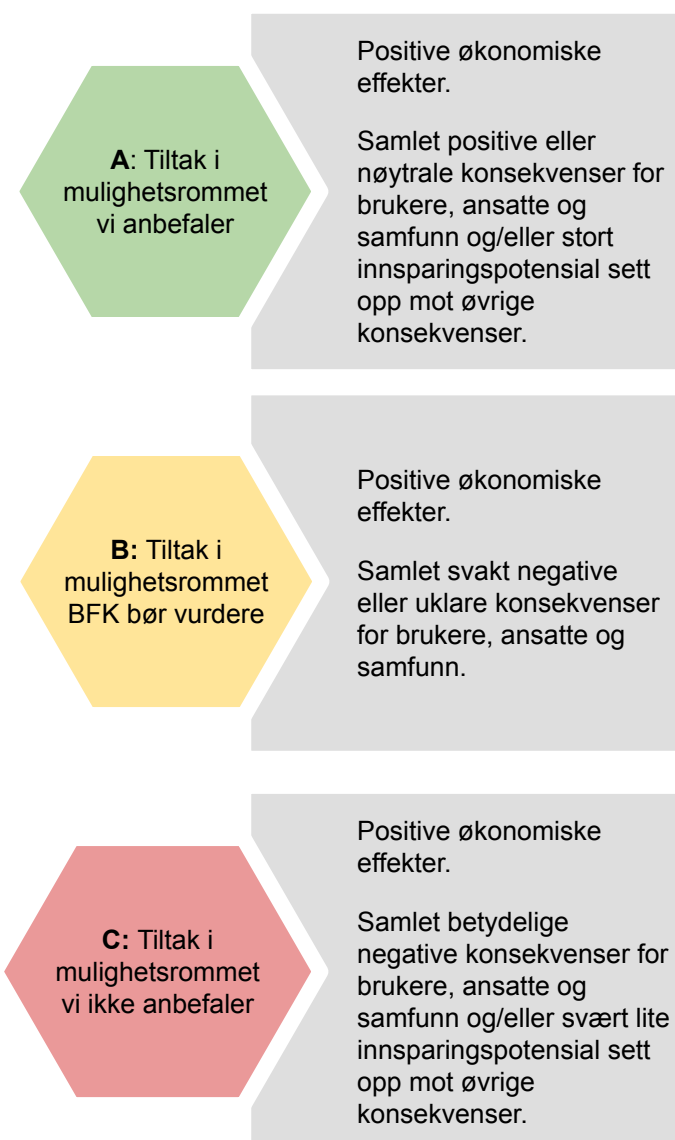 A: Tiltak i
mulighetsrommet
vi anbefaler
Positive økonomiske
effekter.
Samlet positive eller
nøytrale konsekvenser for
brukere, ansatte og
samfunn og/eller stort
innsparingspotensial sett
opp mot øvrige
konsekvenser.
B: Tiltak i
mulighetsrommet
BFK bør vurdere
Positive økonomiske
effekter.
Samlet svakt negative
eller uklare konsekvenser
for brukere, ansatte og
samfunn.
C: Tiltak i
mulighetsrommet
vi ikke anbefaler
Positive økonomiske
effekter.
Samlet betydelige
negative konsekvenser for
brukere, ansatte og
samfunn og/eller svært lite
innsparingspotensial sett
opp mot øvrige
konsekvenser.